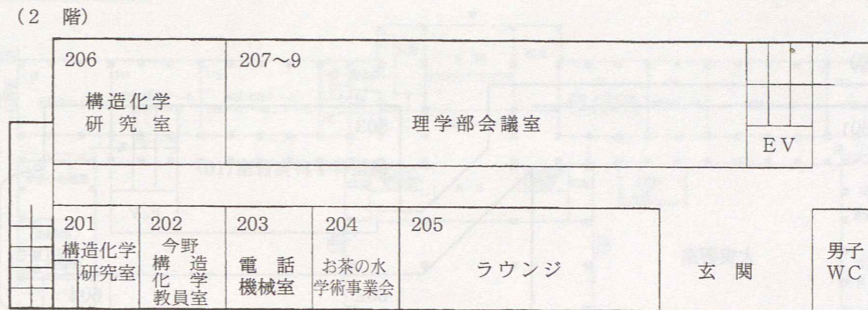 (2 階)
206
構造化学
研究室
207〜9
理学部会議室
EV
201
構造化学
研究室
202
今野
構造
化学
教員室
203
電話
機械室
204
お茶の水
学術事業会
205
ラウンジ
玄関
男子
WC